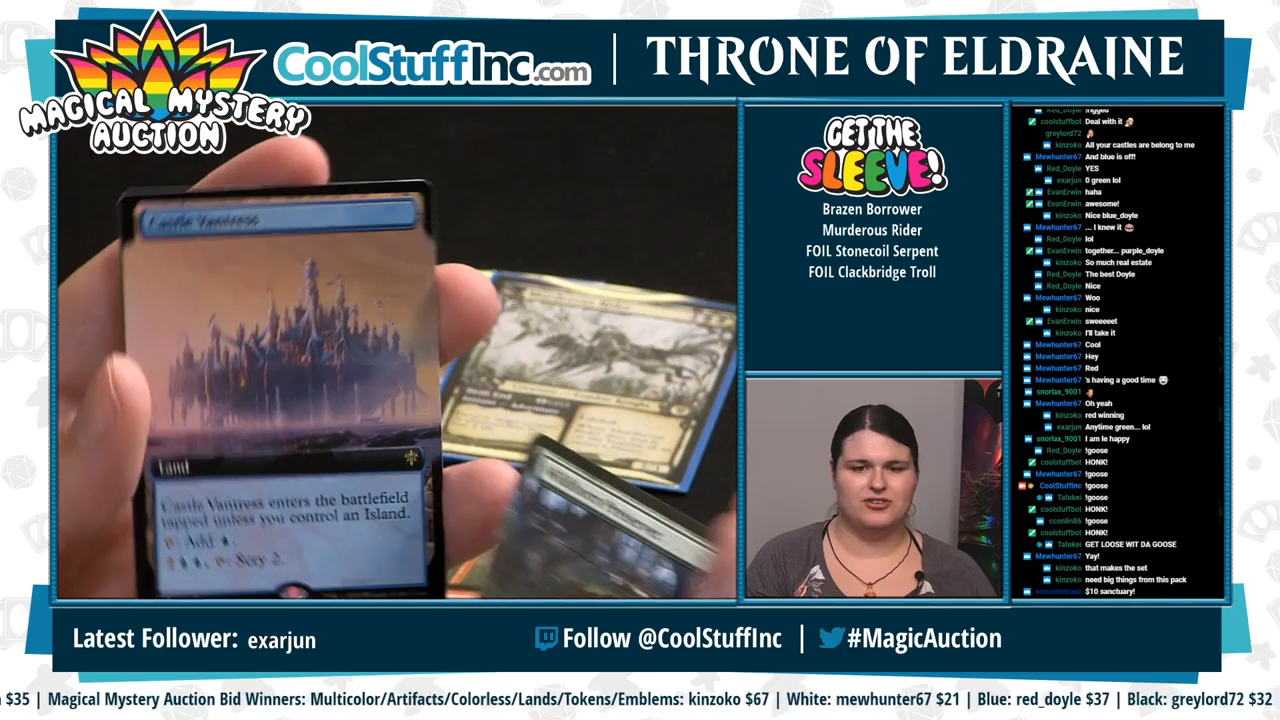 MAGICAL MYSTERY
AUCTION
CoolStuffInc.com
THRONE OF ELDRAINE
Castle Vantress
Land
Castle Vantress enters the battlefield
tapped unless you control an Island.
: Add
: Scry 2.
GET THE
SLEEVE!
Brazen Borrower
Murderous Rider
FOIL Stonecoil Serpent
FOIL Clackbridge Troll
Red_Doyle !rigged
coolstuffbot Deal with it
greylord72
kinzoko All your castles are belong to me
Mewhunter67 And blue is off!
Red_Doyle YES
exarjun 0 green lol
EvanErwin haha
EvanErwin awesome!
kinzoko Nice blue_doyle
Mewhunter67 ... I knew it
Red_Doyle lol
EvanErwin together... purple_doyle
kinzoko So much real estate
Red_Doyle The best Doyle
Red_Doyle Nice
Mewhunter67 Woo
kinzoko nice
EvanErwin sweeeeet
kinzoko I'll take it
Mewhunter67 Cool
Mewhunter67 Hey
Mewhunter67 Red
Mewhunter67 's having a good time
snorlax_9001
Mewhunter67 Oh yeah
kinzoko red winning
exarjun Anytime green... lol
snorlax_9001 I am le happy
Red_Doyle !goose
coolstuffbot HONK!
Mewhunter67 !goose
CoolStuffInc !goose
Tatekei !goose
coolstuffbot HONK!
cconlin86 !goose
coolstuffbot HONK!
Tatekei GET LOOSE WIT DA GOOSE
Mewhunter67 Yay!
kinzoko that makes the set
kinzoko need big things from this pack
$10 sanctuary!
Latest Follower: exarjun
Follow @CoolStuffInc | #MagicAuction
$35 | Magical Mystery Auction Bid Winners: Multicolor/Artifacts/Colorless/Lands/Tokens/Emblems: kinzoko $67 | White: mewhunter67 $21 | Blue: red_doyle $37 | Black: greylord72 $32